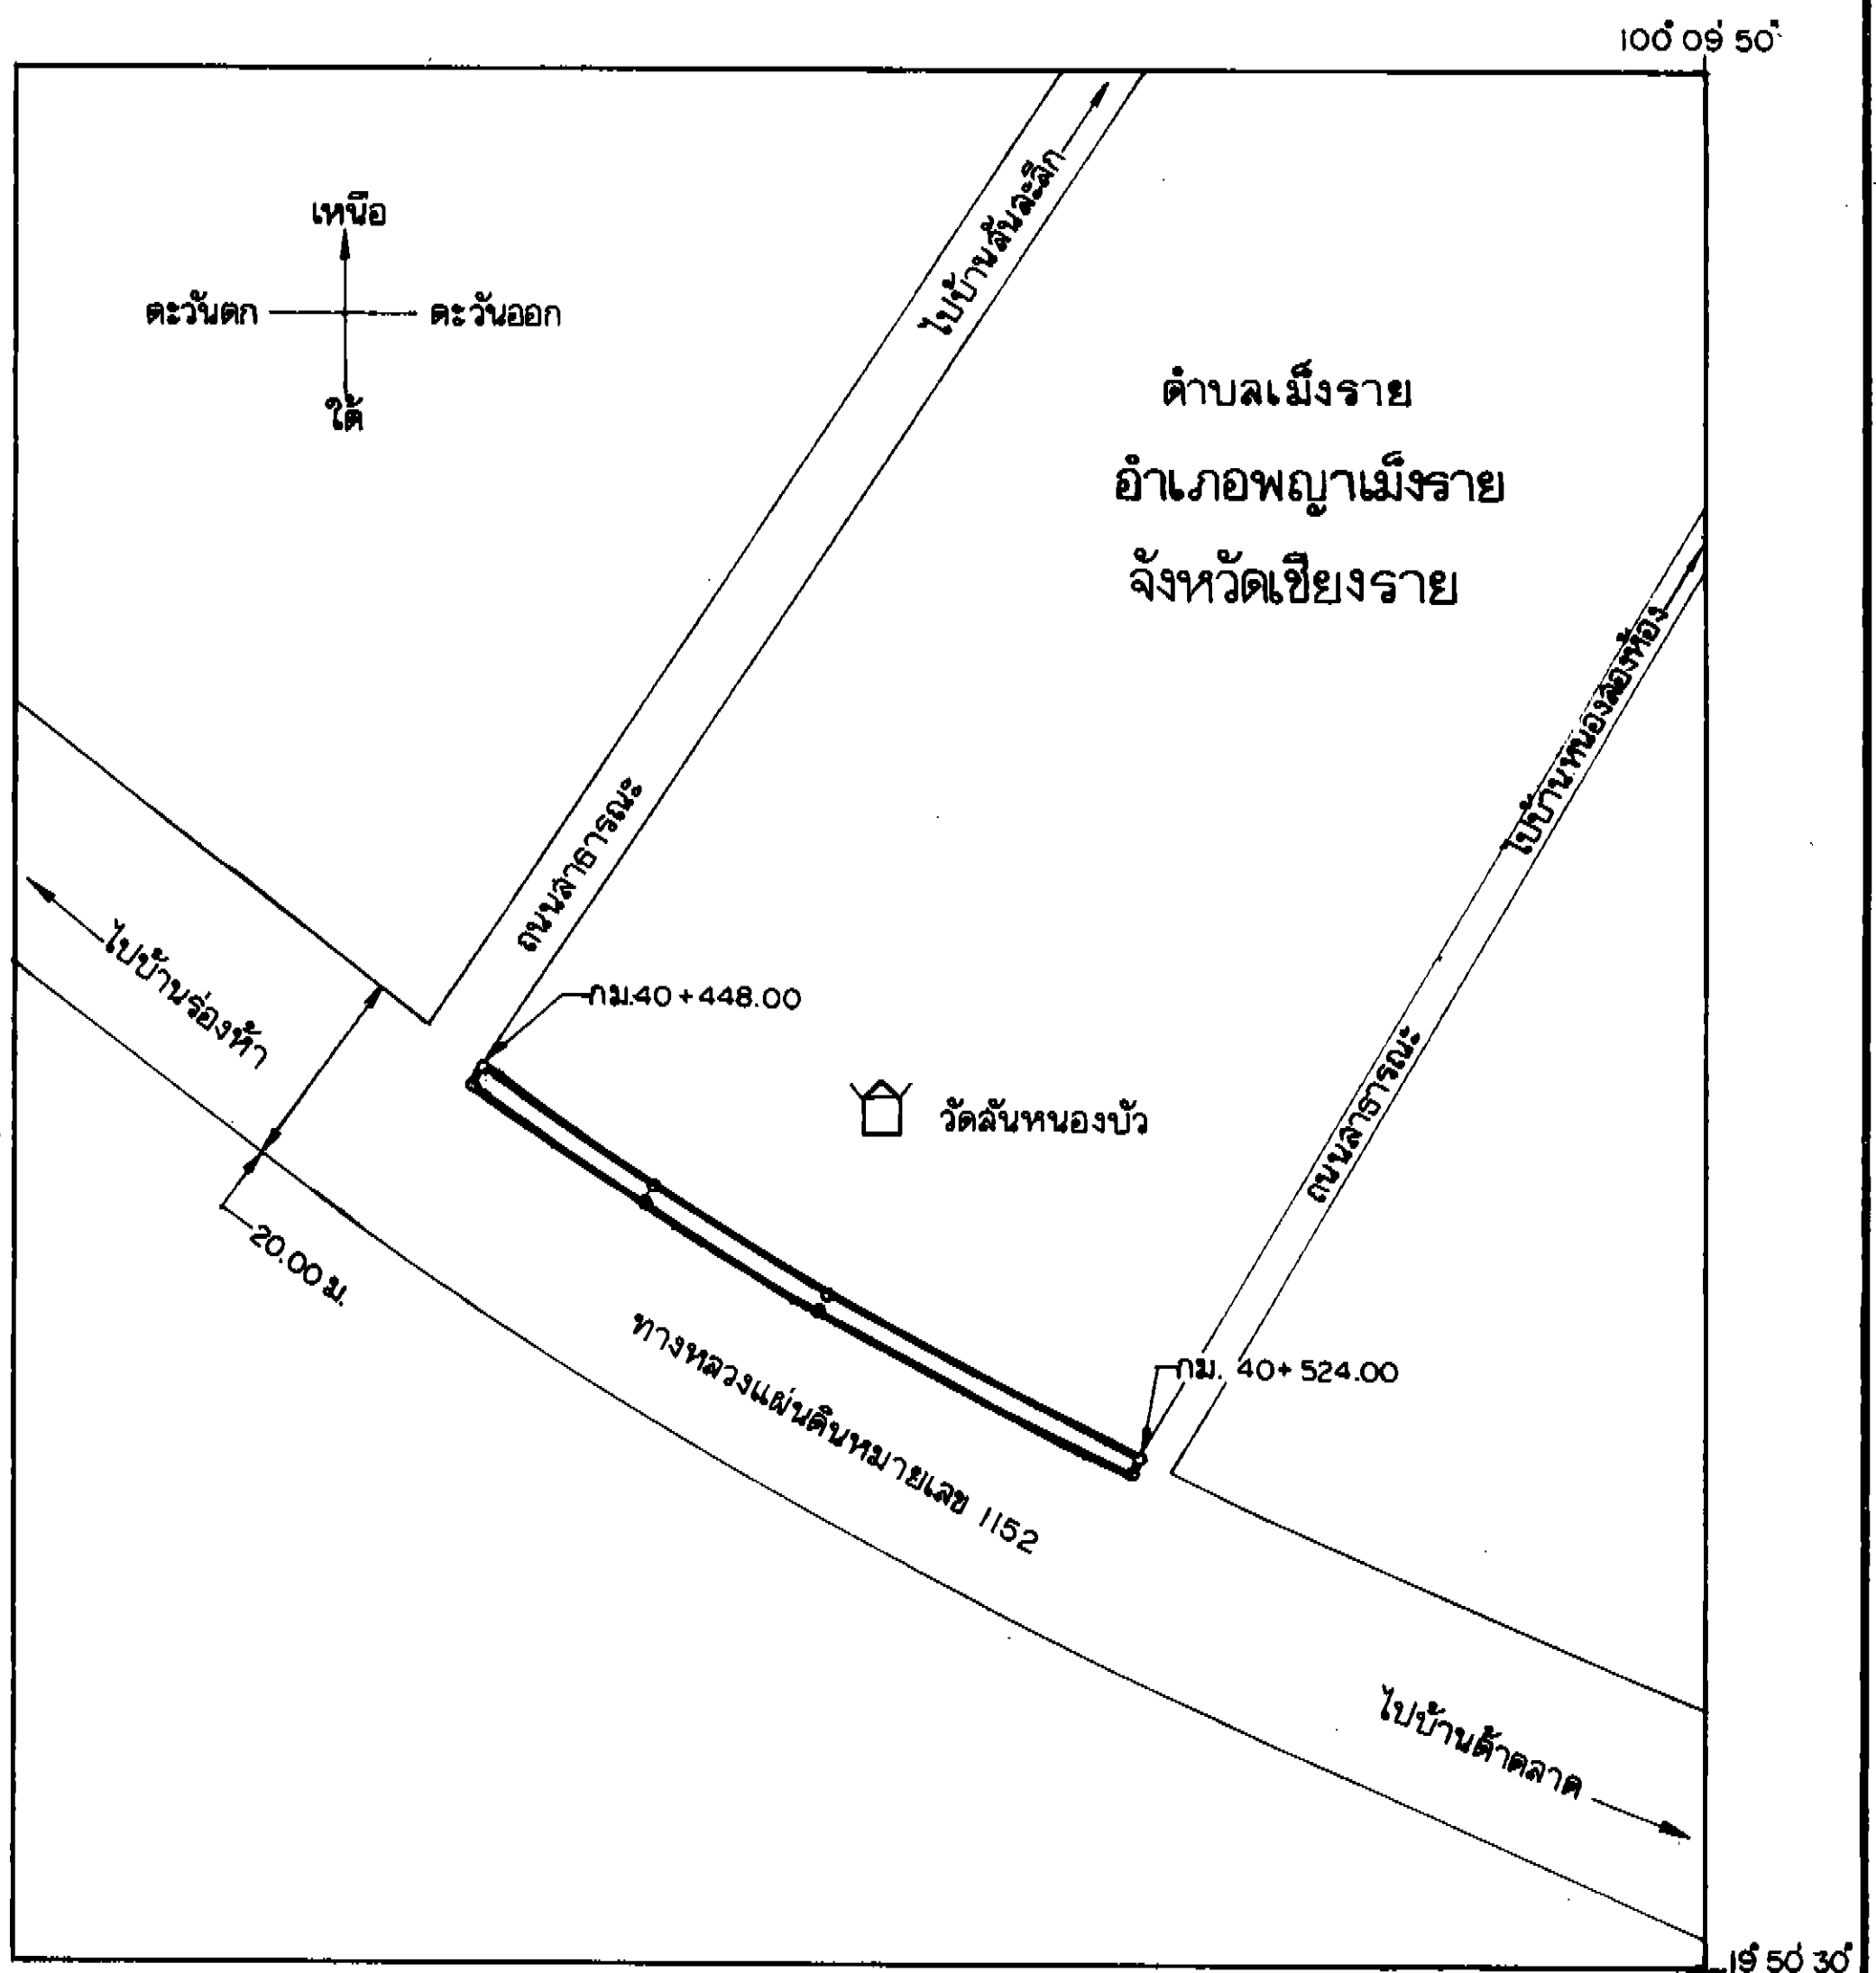 100° 09' 50"
เหนือ
ตะวันตก
ตะวันออก
ใต้
ไปบ้านสันสะลีก
ตำบลเม็งราย
อำเภอพญาเม็งราย
จังหวัดเชียงราย
ไปบ้านหนองสองห้อง
ถนนสาธารณะ
ไปบ้านร่องห้า
กม.40+448.00
วัดสันหนองบัว
ถนนสาธารณะ
20.00 ม.
ทางหลวงแผ่นดินหมายเลข 1152
กม. 40+524.00
ไปบ้านต้าตลาด
19° 50' 30"